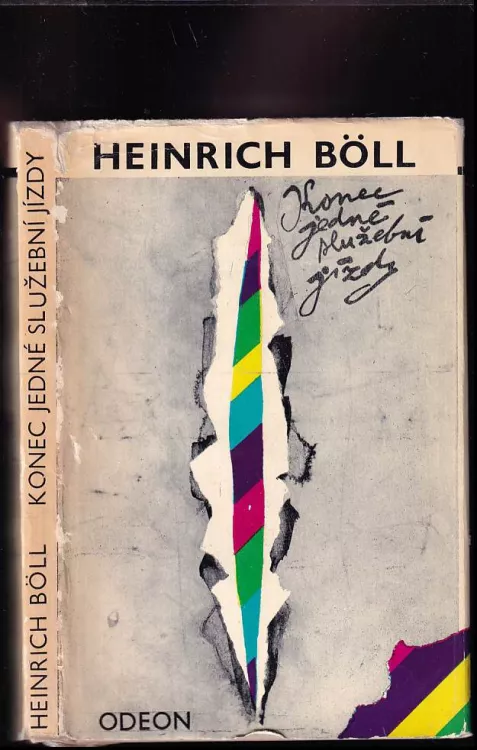 HEINRICH BÖLL
Konec
jedné
služební
jízdy
ODEON
HEINRICH BÖLL KONEC JEDNÉ SLUŽEBNÍ JÍZDY